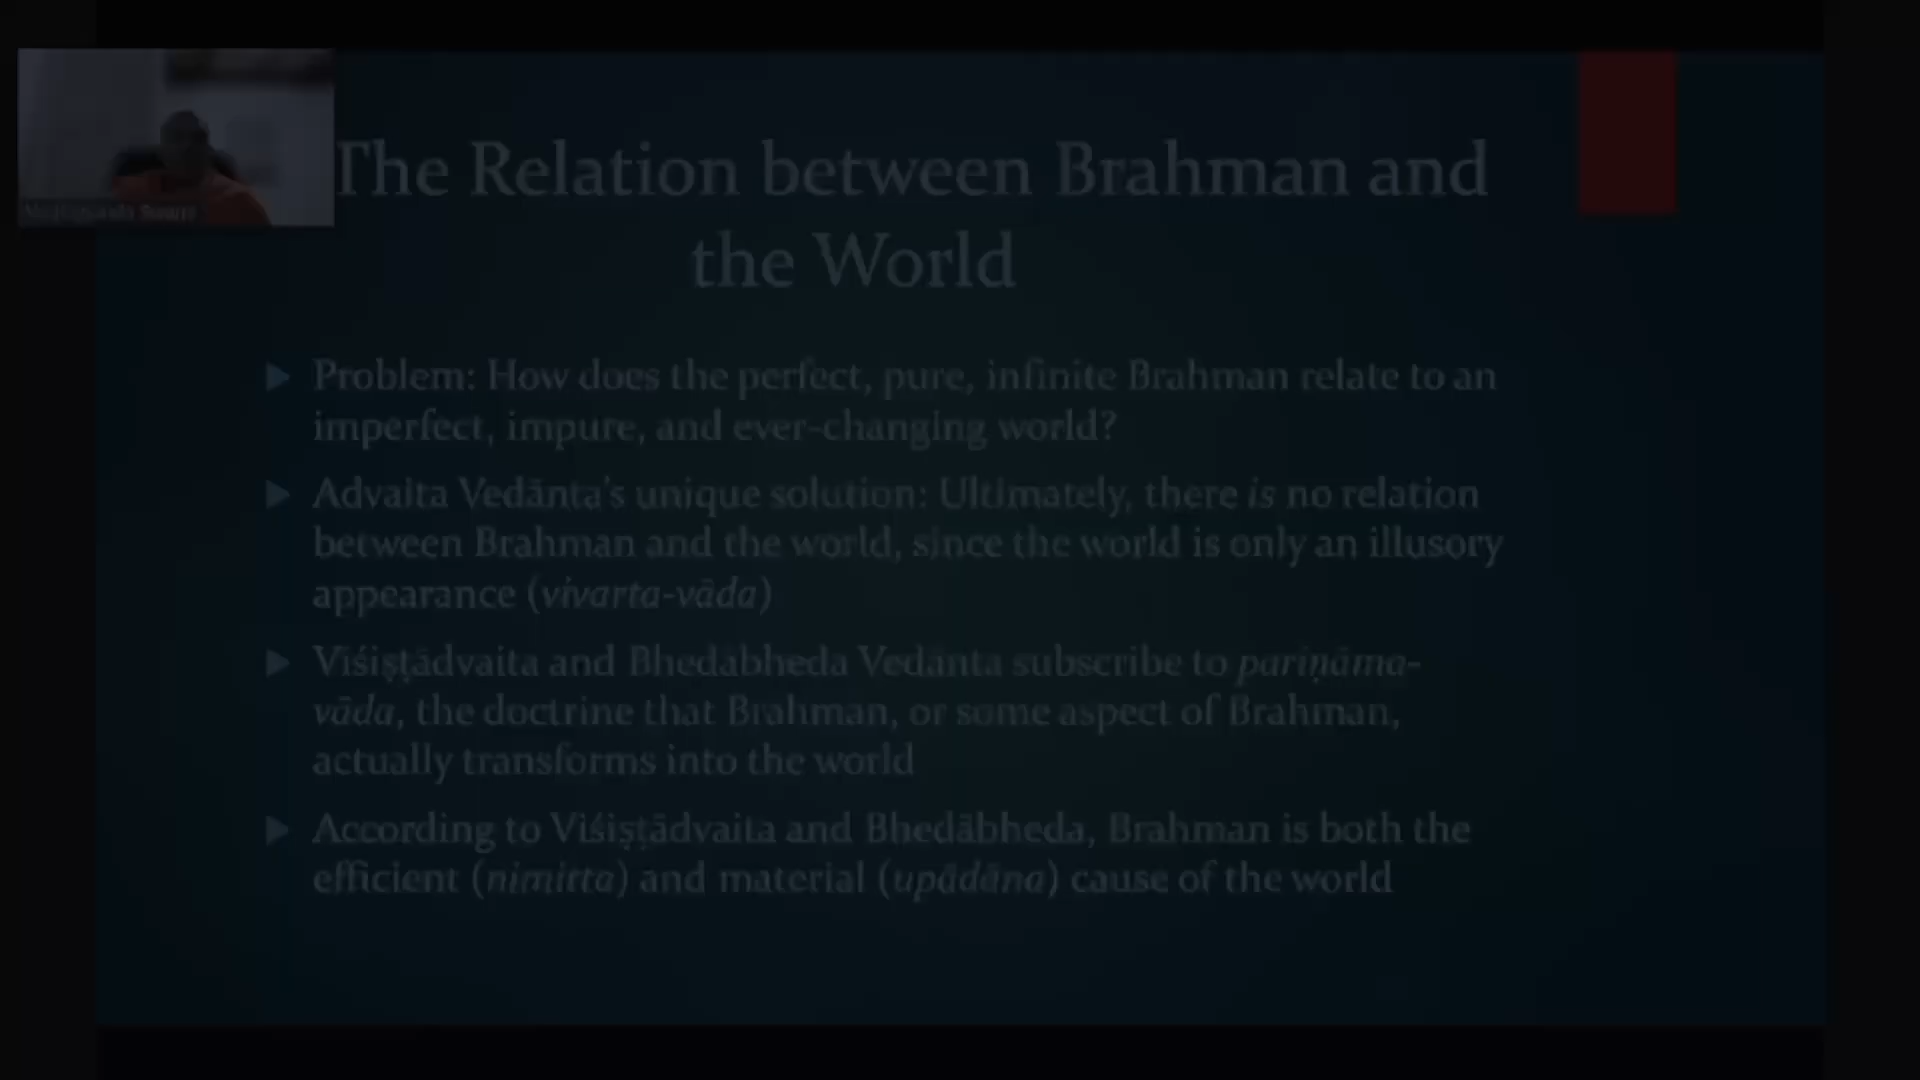 The Relation between Brahman and
the World
Problem: How does the perfect, pure, infinite Brahman relate to an
imperfect, impure, and ever-changing world?
Advaita Vedānta's unique solution: Ultimately, there is no relation
between Brahman and the world, since the world is only an illusory
appearance (vivarta-vāda)
Viśiṣṭādvaita and Bhedābheda Vedānta subscribe to pariṇāma-
vāda, the doctrine that Brahman, or some aspect of Brahman,
actually transforms into the world
According to Viśiṣṭādvaita and Bhedābheda, Brahman is both the
efficient (nimitta) and material (upādāna) cause of the world